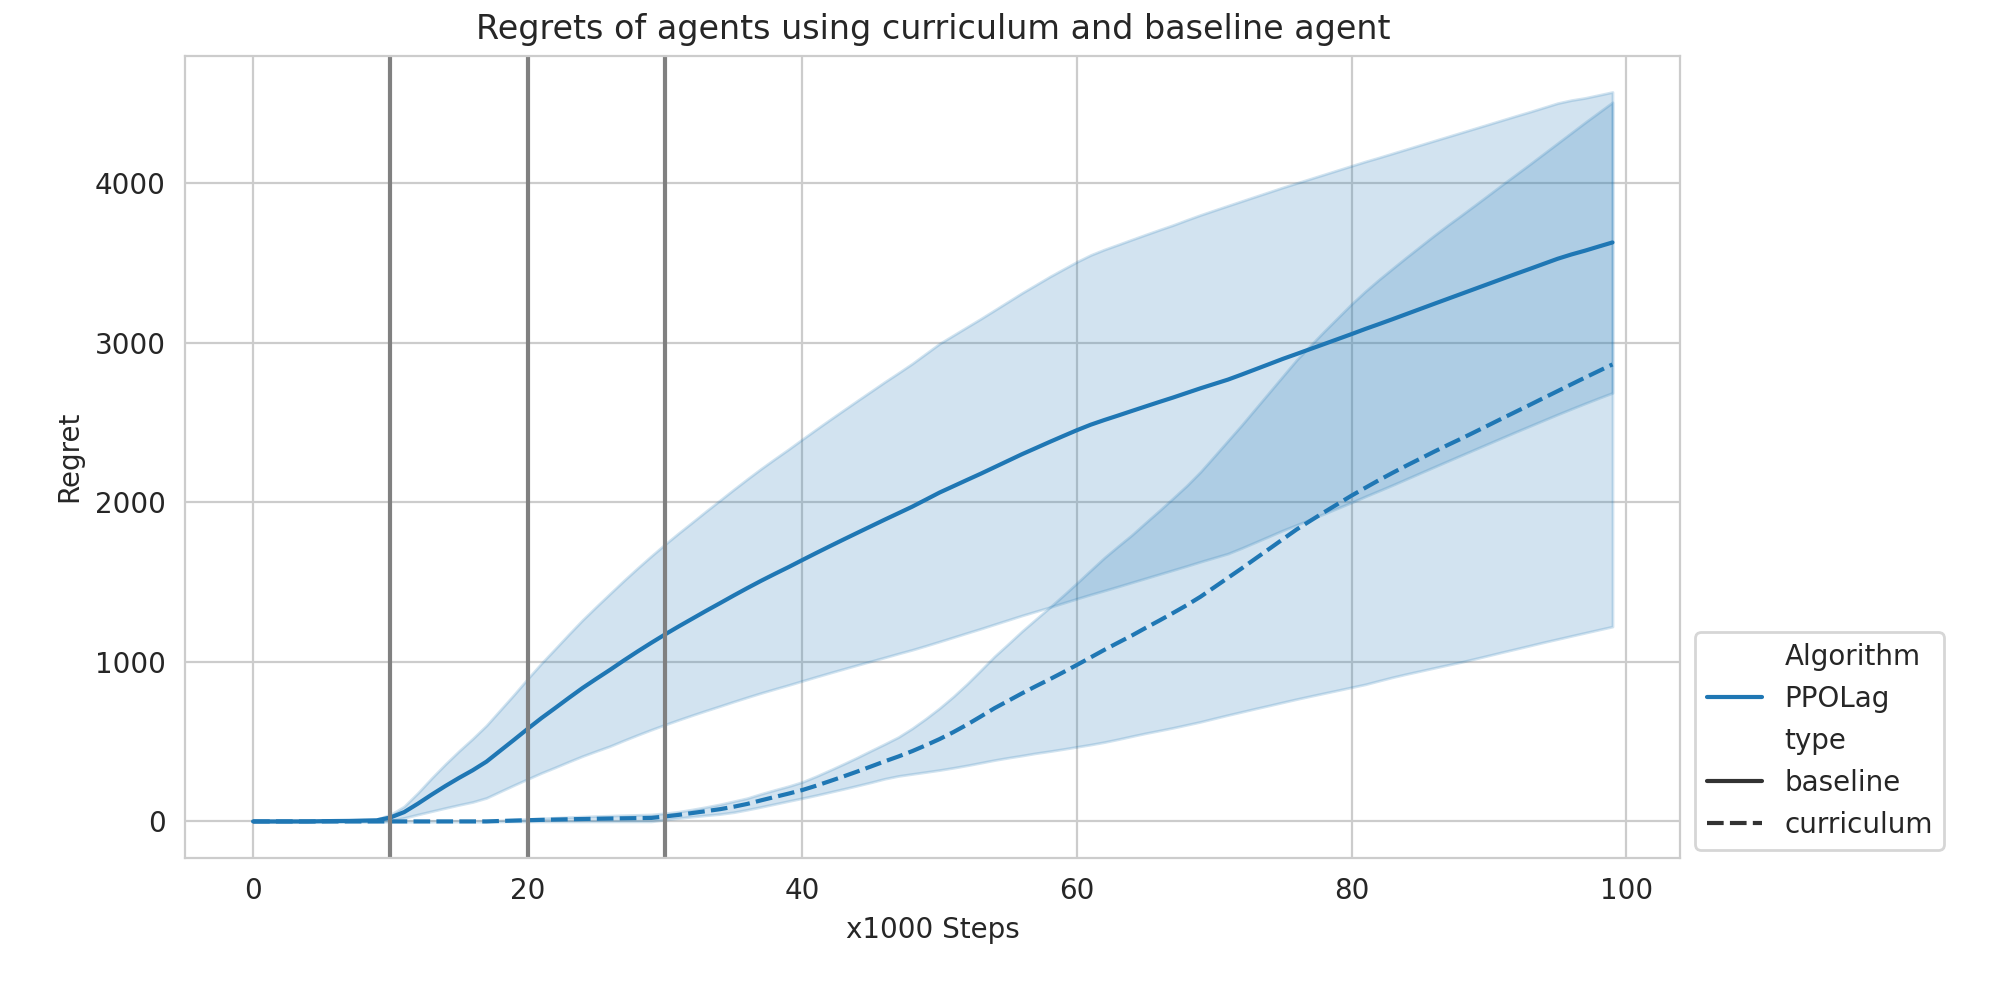 Regrets of agents using curriculum and baseline agent
4000
3000
2000
1000
0
Regret
0 20 40 60 80 100
x1000 Steps
Algorithm
PPOLag
type
baseline
curriculum